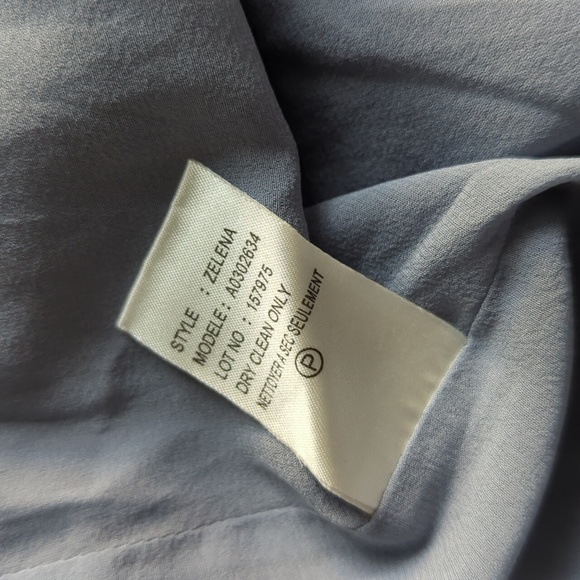 STYLE : ZELENA
MODELE : A0302634
LOT NO : 157975
DRY CLEAN ONLY
NETTOYER A SEC SEULEMENT
P